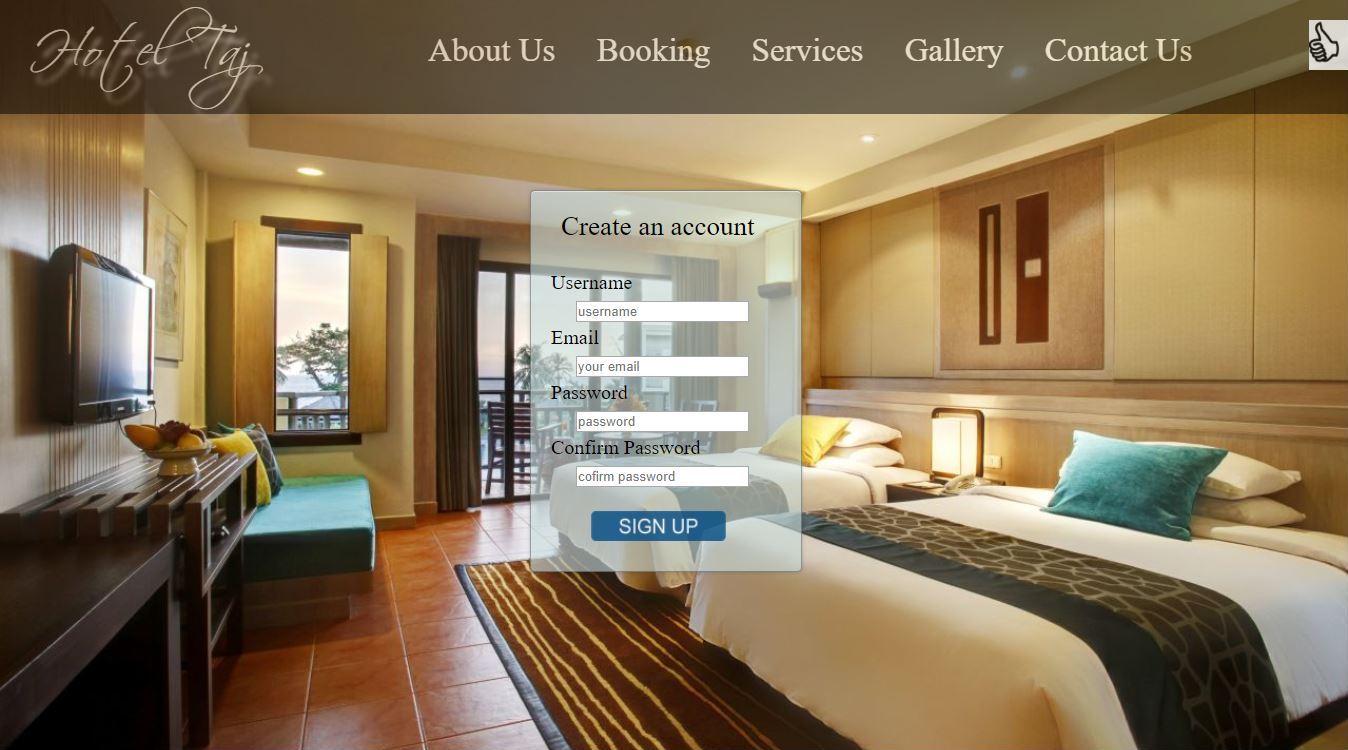 Hotel Taj
About Us Booking Services Gallery Contact Us
Create an account
Username
username
Email
your email
Password
password
Confirm Password
cofirm password
SIGN UP